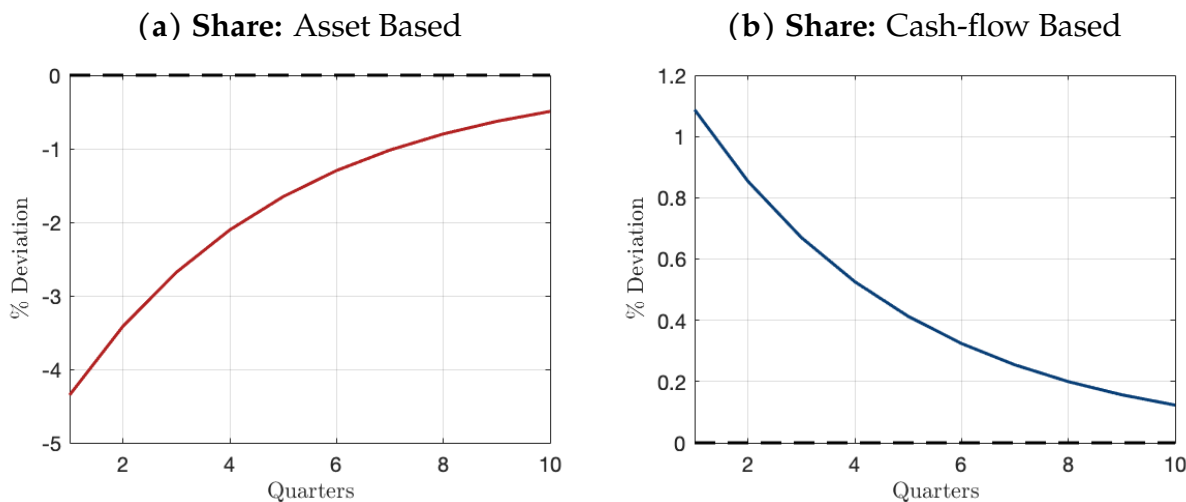 (a) Share: Asset Based
0
-1
-2
-3
-4
-5
% Deviation
2 4 6 8 10
Quarters
(b) Share: Cash-flow Based
1.2
1
0.8
0.6
0.4
0.2
0
% Deviation
2 4 6 8 10
Quarters